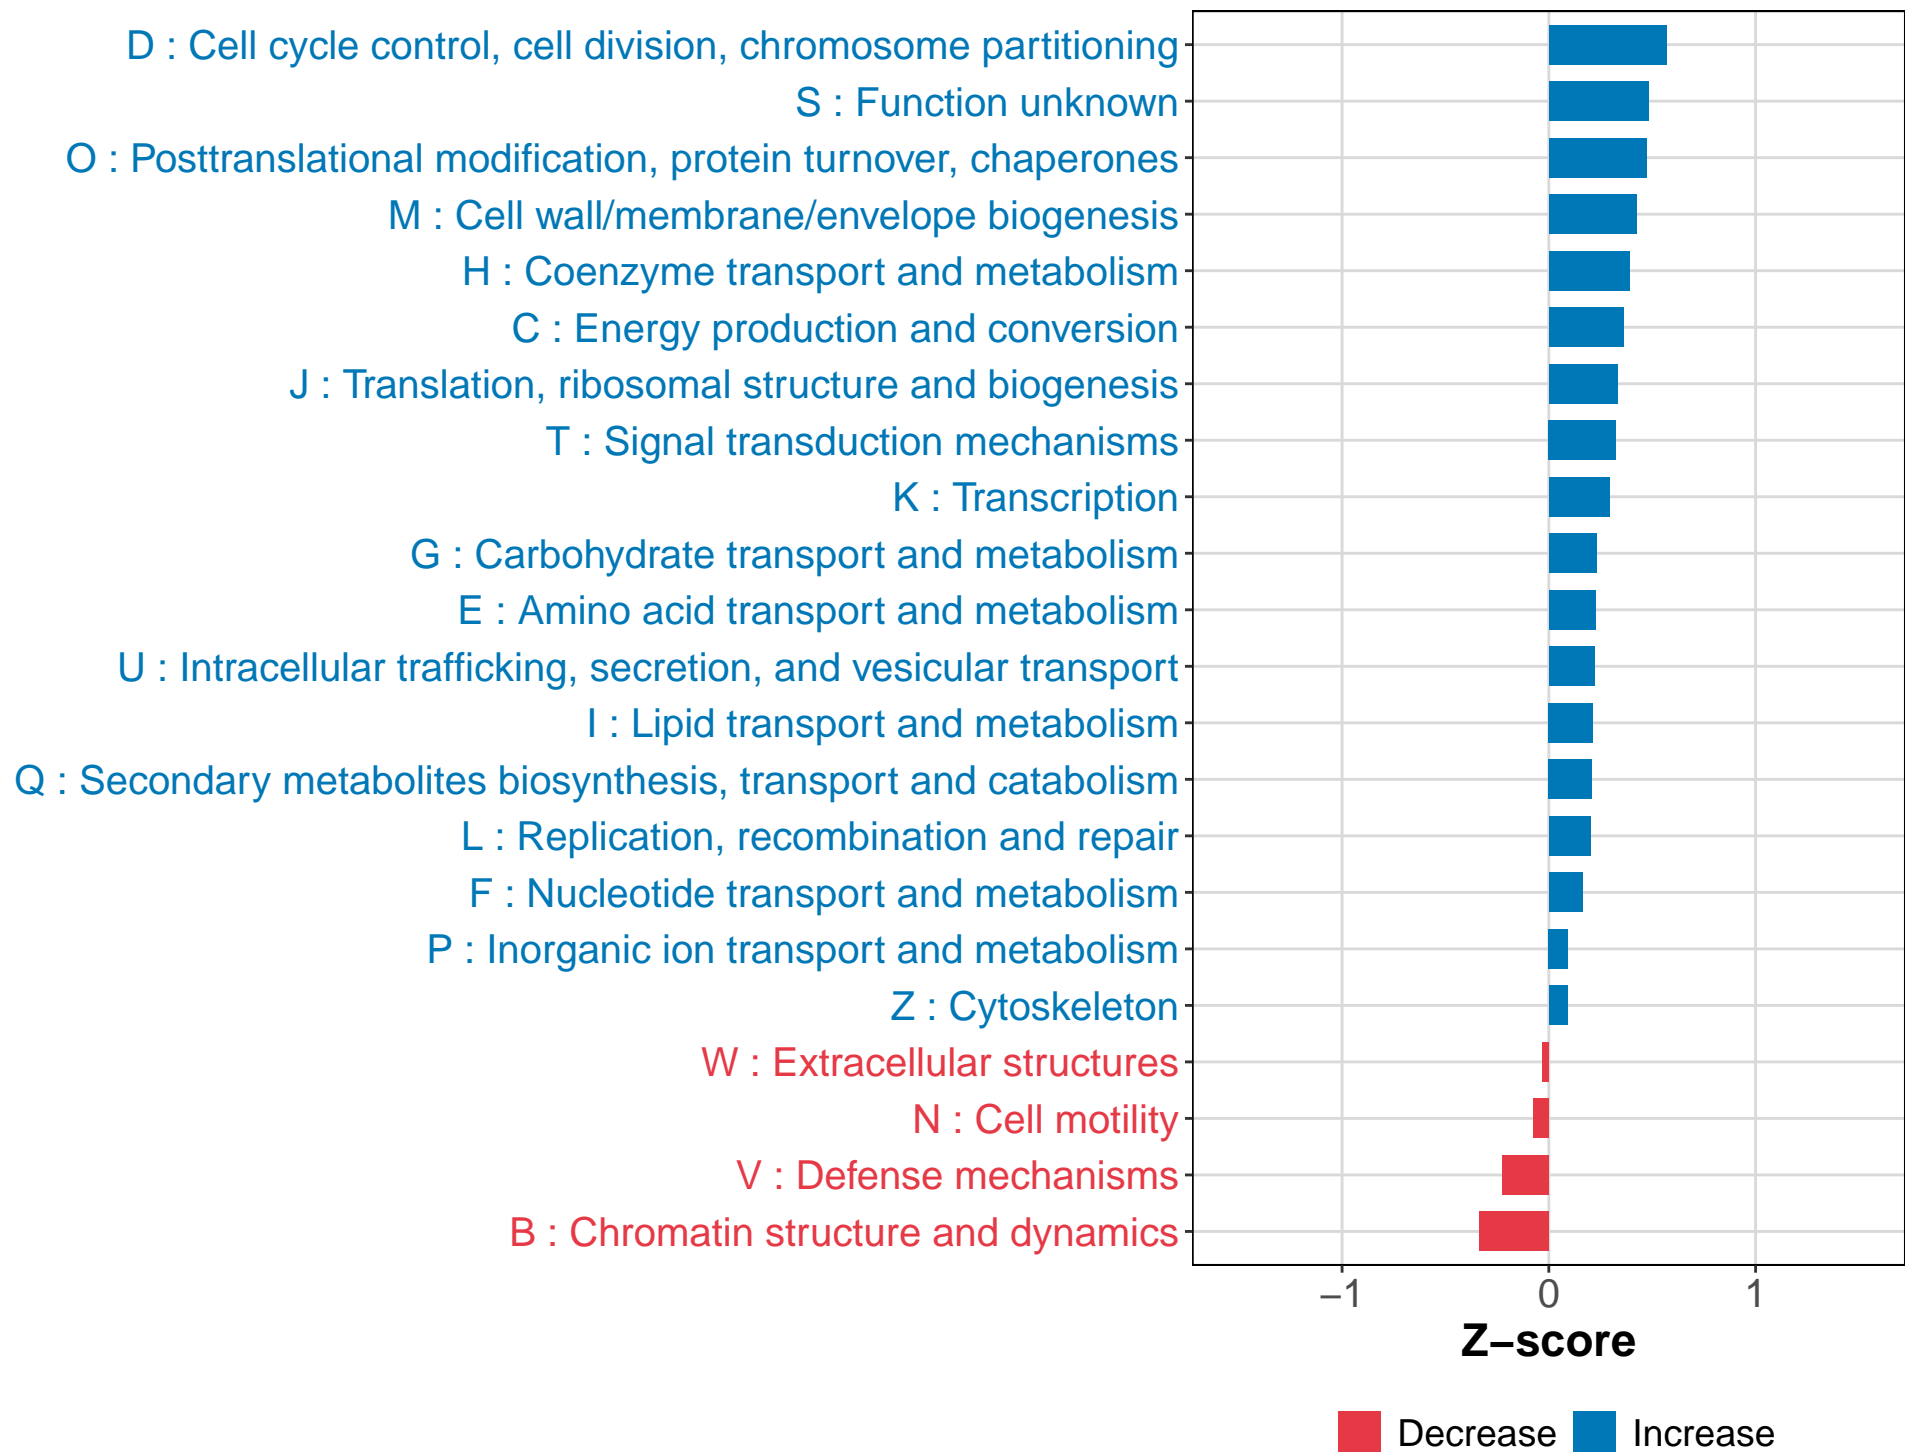 D : Cell cycle control, cell division, chromosome partitioning
S : Function unknown
O : Posttranslational modification, protein turnover, chaperones
M : Cell wall/membrane/envelope biogenesis
H : Coenzyme transport and metabolism
C : Energy production and conversion
J : Translation, ribosomal structure and biogenesis
T : Signal transduction mechanisms
K : Transcription
G : Carbohydrate transport and metabolism
E : Amino acid transport and metabolism
U : Intracellular trafficking, secretion, and vesicular transport
I : Lipid transport and metabolism
Q : Secondary metabolites biosynthesis, transport and catabolism
L : Replication, recombination and repair
F : Nucleotide transport and metabolism
P : Inorganic ion transport and metabolism
Z : Cytoskeleton
W : Extracellular structures
N : Cell motility
V : Defense mechanisms
B : Chromatin structure and dynamics
−1 0 1
Z−score
Decrease Increase